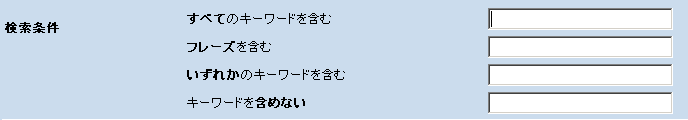 すべてのキーワードを含む
検索条件
フレーズを含む
いずれかのキーワードを含む
キーワードを含めない